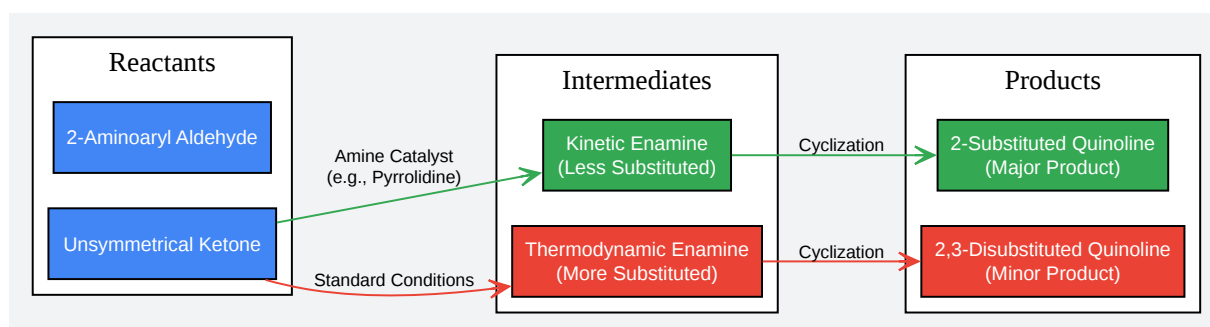 Reactants
2-Aminoaryl Aldehyde
Unsymmetrical Ketone
Amine Catalyst
(e.g., Pyrrolidine)
Standard Conditions
Intermediates
Kinetic Enamine
(Less Substituted)
Thermodynamic Enamine
(More Substituted)
Cyclization
Cyclization
Products
2-Substituted Quinoline
(Major Product)
2,3-Disubstituted Quinoline
(Minor Product)